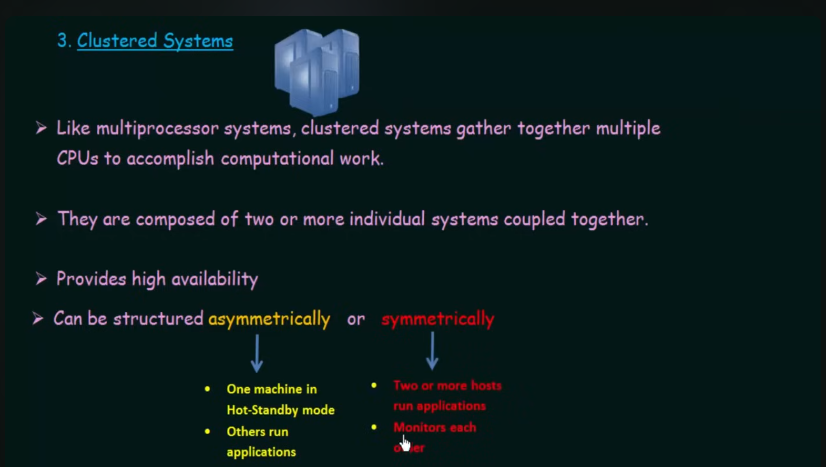 3. Clustered Systems
➤ Like multiprocessor systems, clustered systems gather together multiple
CPUs to accomplish computational work.
➤ They are composed of two or more individual systems coupled together.
➤ Provides high availability
➤ Can be structured asymmetrically or symmetrically
• One machine in
Hot-Standby mode
• Others run
applications
• Two or more hosts
run applications
• Monitors each
other